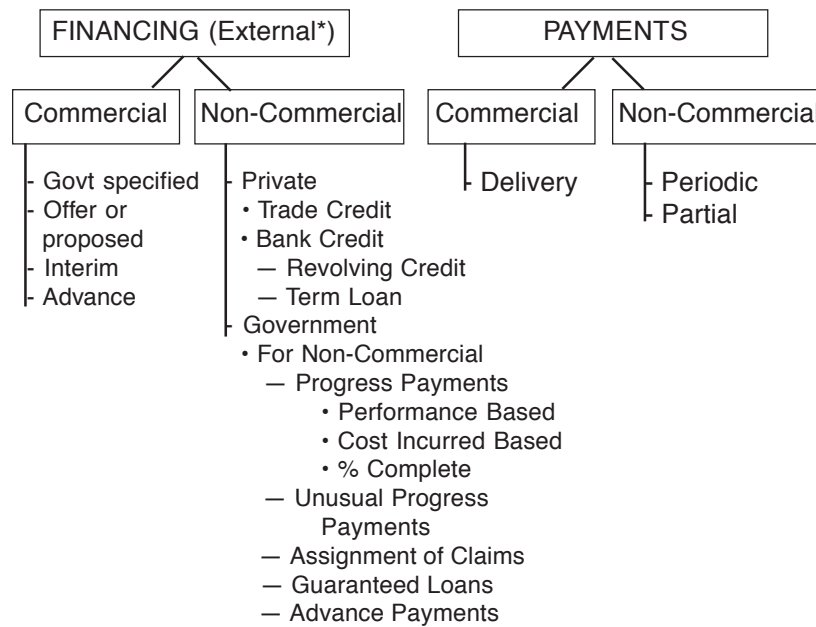 FINANCING (External*)
PAYMENTS
Commercial
Non-Commercial
Commercial
Non-Commercial
- Govt specified
- Offer or
proposed
- Interim
- Advance
- Private
• Trade Credit
• Bank Credit
— Revolving Credit
— Term Loan
- Government
• For Non-Commercial
— Progress Payments
• Performance Based
• Cost Incurred Based
• % Complete
— Unusual Progress
Payments
— Assignment of Claims
— Guaranteed Loans
— Advance Payments
- Delivery
- Periodic
- Partial